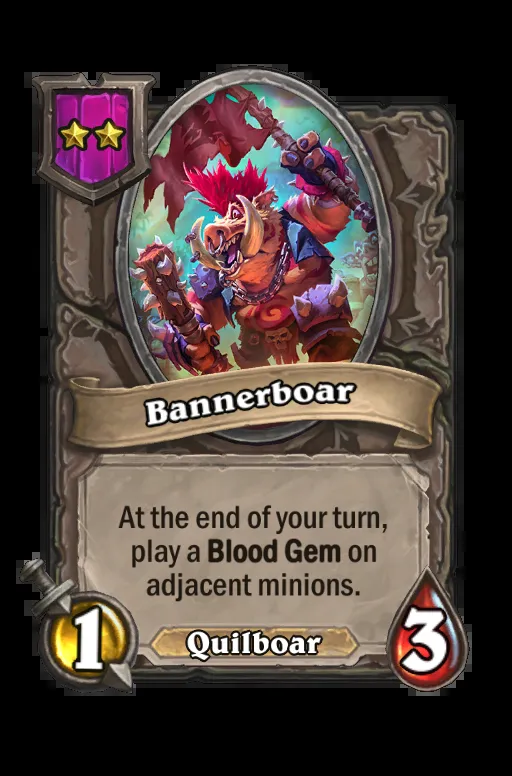 Bannerboar
At the end of your turn,
play a Blood Gem on
adjacent minions.
1
Quilboar
3